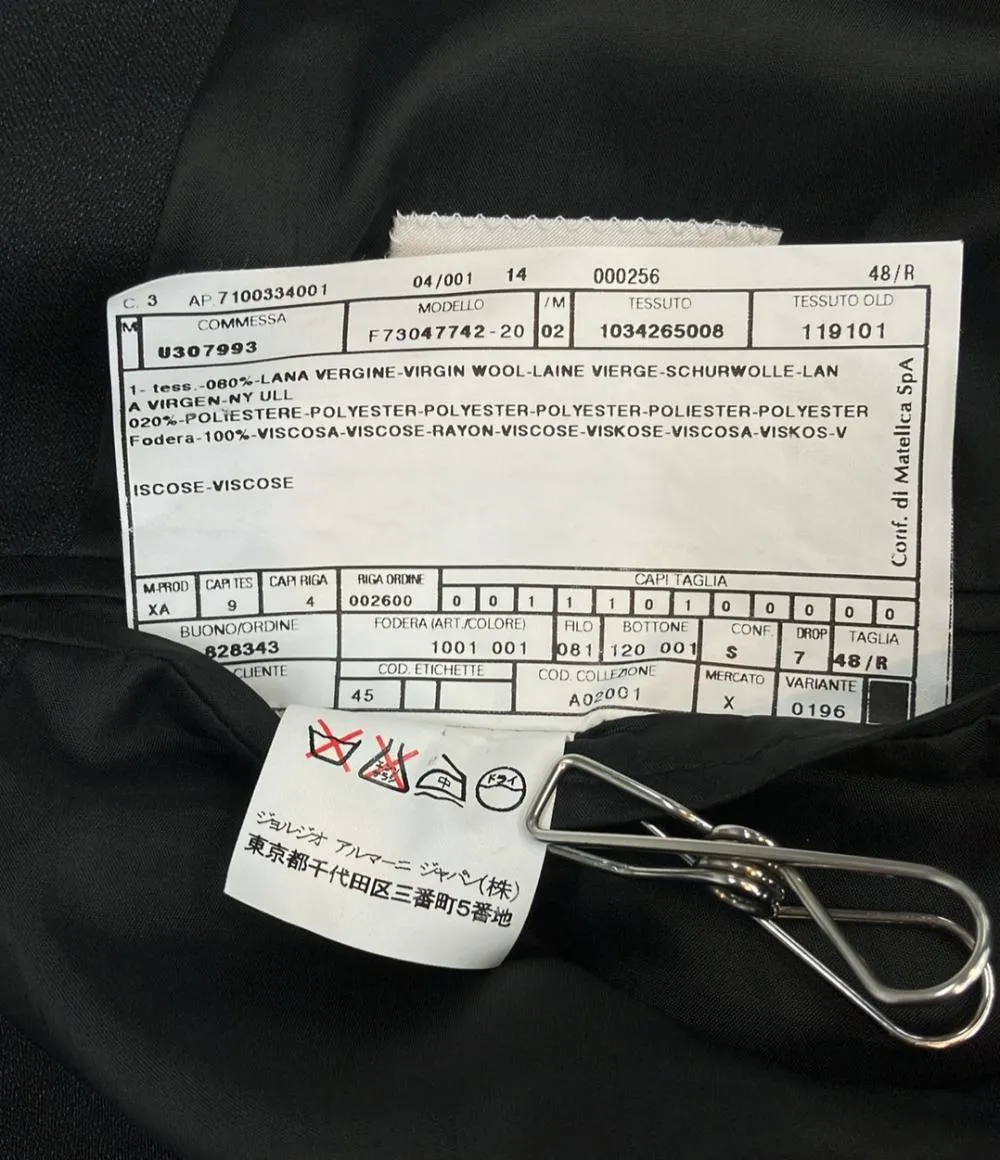 C. 3 AP.7100334001 04/001 14 000256 48/R
M COMMESSA MODELLO /M TESSUTO TESSUTO OLD
U307993 F73047742-20 02 1034265008 119101
1- tess.-080%-LANA VERGINE-VIRGIN WOOL-LAINE VIERGE-SCHURWOLLE-LAN
A VIRGEN-NY ULL
020%-POLIESTERE-POLYESTER-POLYESTER-POLYESTER-POLIESTER-POLYESTER
Fodera-100%-VISCOSA-VISCOSE-RAYON-VISCOSE-VISKOSE-VISCOSA-VISKOS-V
ISCOSE-VISCOSE
Conf. di Matelica SpA
M-PROD CAPI TES CAPI RIGA RIGA ORDINE CAPI TAGLIA
XA 9 4 002600 0 0 1 1 1 0 1 0 0 0 0 0
BUONO/ORDINE FODERA (ART./COLORE) FILO BOTTONE CONF. DROP TAGLIA
828343 1001 001 081 120 001 S 7 48/R
CLIENTE COD. ETICHETTE COD. COLLEZIONE MERCATO VARIANTE
45 A02001 X 0196
エンソサラシ 中 ドライ
ジョルジオ アルマーニ ジャパン(株)
東京都千代田区三番町5番地